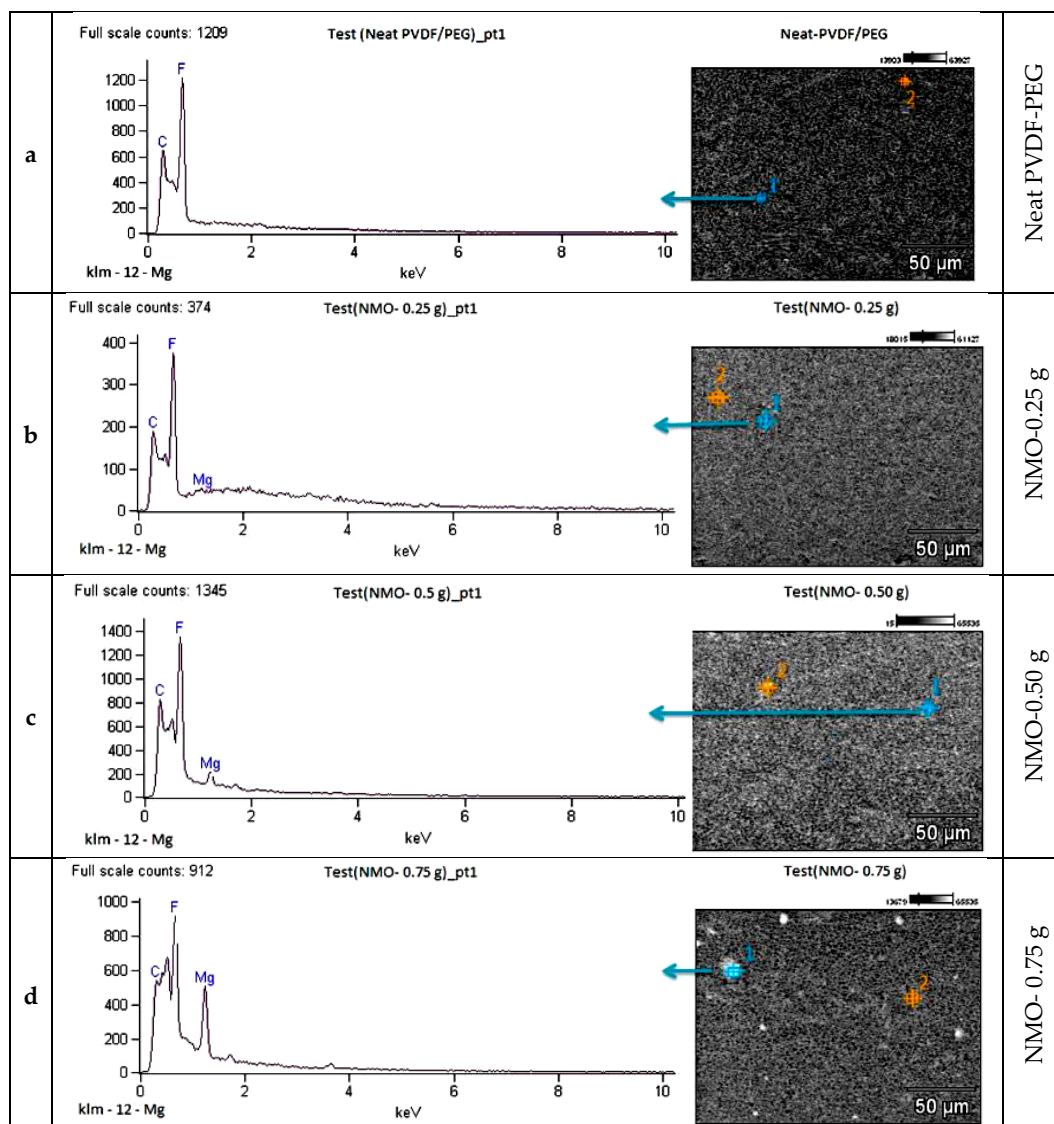 a
Full scale counts: 1209
Test (Neat PVDF/PEG)_pt1
1200
1000
800
600
400
200
0
C
F
0 2 4 6 8 10
keV
klm - 12 - Mg
Neat-PVDF/PEG
63927
1
2
50 µm
Neat PVDF-PEG
b
Full scale counts: 374
Test(NMO- 0.25 g)_pt1
400
300
200
100
0
C
F
Mg
0 2 4 6 8 10
keV
klm - 12 - Mg
Test(NMO- 0.25 g)
2
1
50 µm
NMO-0.25 g
c
Full scale counts: 1345
Test(NMO- 0.5 g)_pt1
1400
1200
1000
800
600
400
200
0
C
F
Mg
0 2 4 6 8 10
keV
klm - 12 - Mg
Test(NMO- 0.50 g)
15 65535
2
1
50 µm
NMO-0.50 g
d
Full scale counts: 912
Test(NMO- 0.75 g)_pt1
1000
800
600
400
200
0
C
F
Mg
0 2 4 6 8 10
keV
klm - 12 - Mg
Test(NMO- 0.75 g)
13679 65535
1
2
50 µm
NMO- 0.75 g